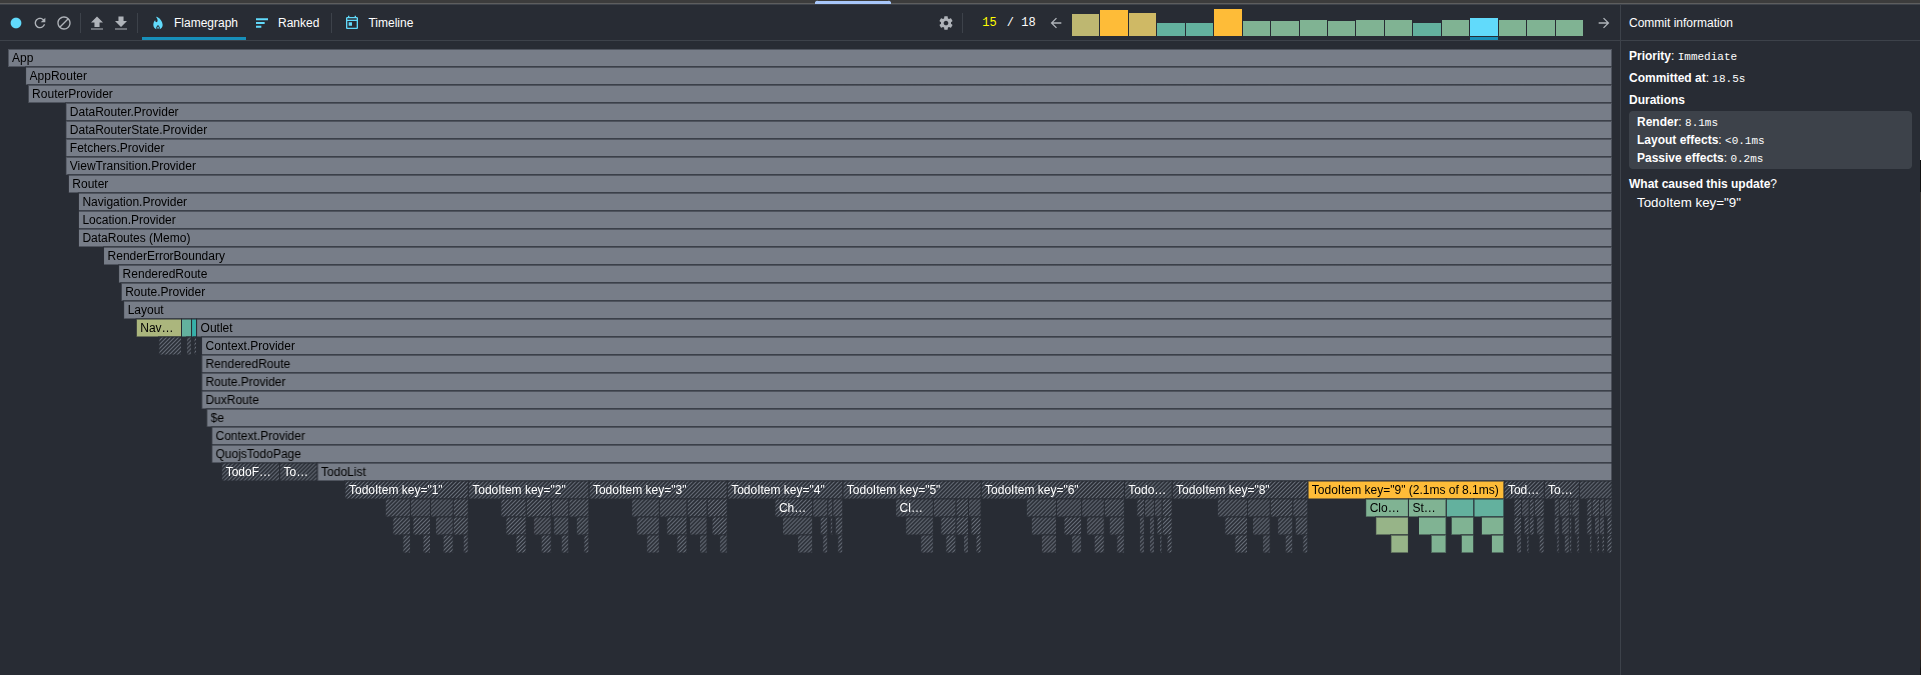 Flamegraph Ranked Timeline 15 / 18 Commit information
App
AppRouter
RouterProvider
DataRouter.Provider
DataRouterState.Provider
Fetchers.Provider
ViewTransition.Provider
Router
Navigation.Provider
Location.Provider
DataRoutes (Memo)
RenderErrorBoundary
RenderedRoute
Route.Provider
Layout
Nav… Outlet
Context.Provider
RenderedRoute
Route.Provider
DuxRoute
$e
Context.Provider
QuojsTodoPage
TodoF… To… TodoList
TodoItem key="1" TodoItem key="2" TodoItem key="3" TodoItem key="4" TodoItem key="5" TodoItem key="6" Todo… TodoItem key="8" TodoItem key="9" (2.1ms of 8.1ms) Tod… To…
Ch… Cl… Clo… St…
Priority: Immediate
Committed at: 18.5s
Durations
Render: 8.1ms
Layout effects: <0.1ms
Passive effects: 0.2ms
What caused this update?
TodoItem key="9"